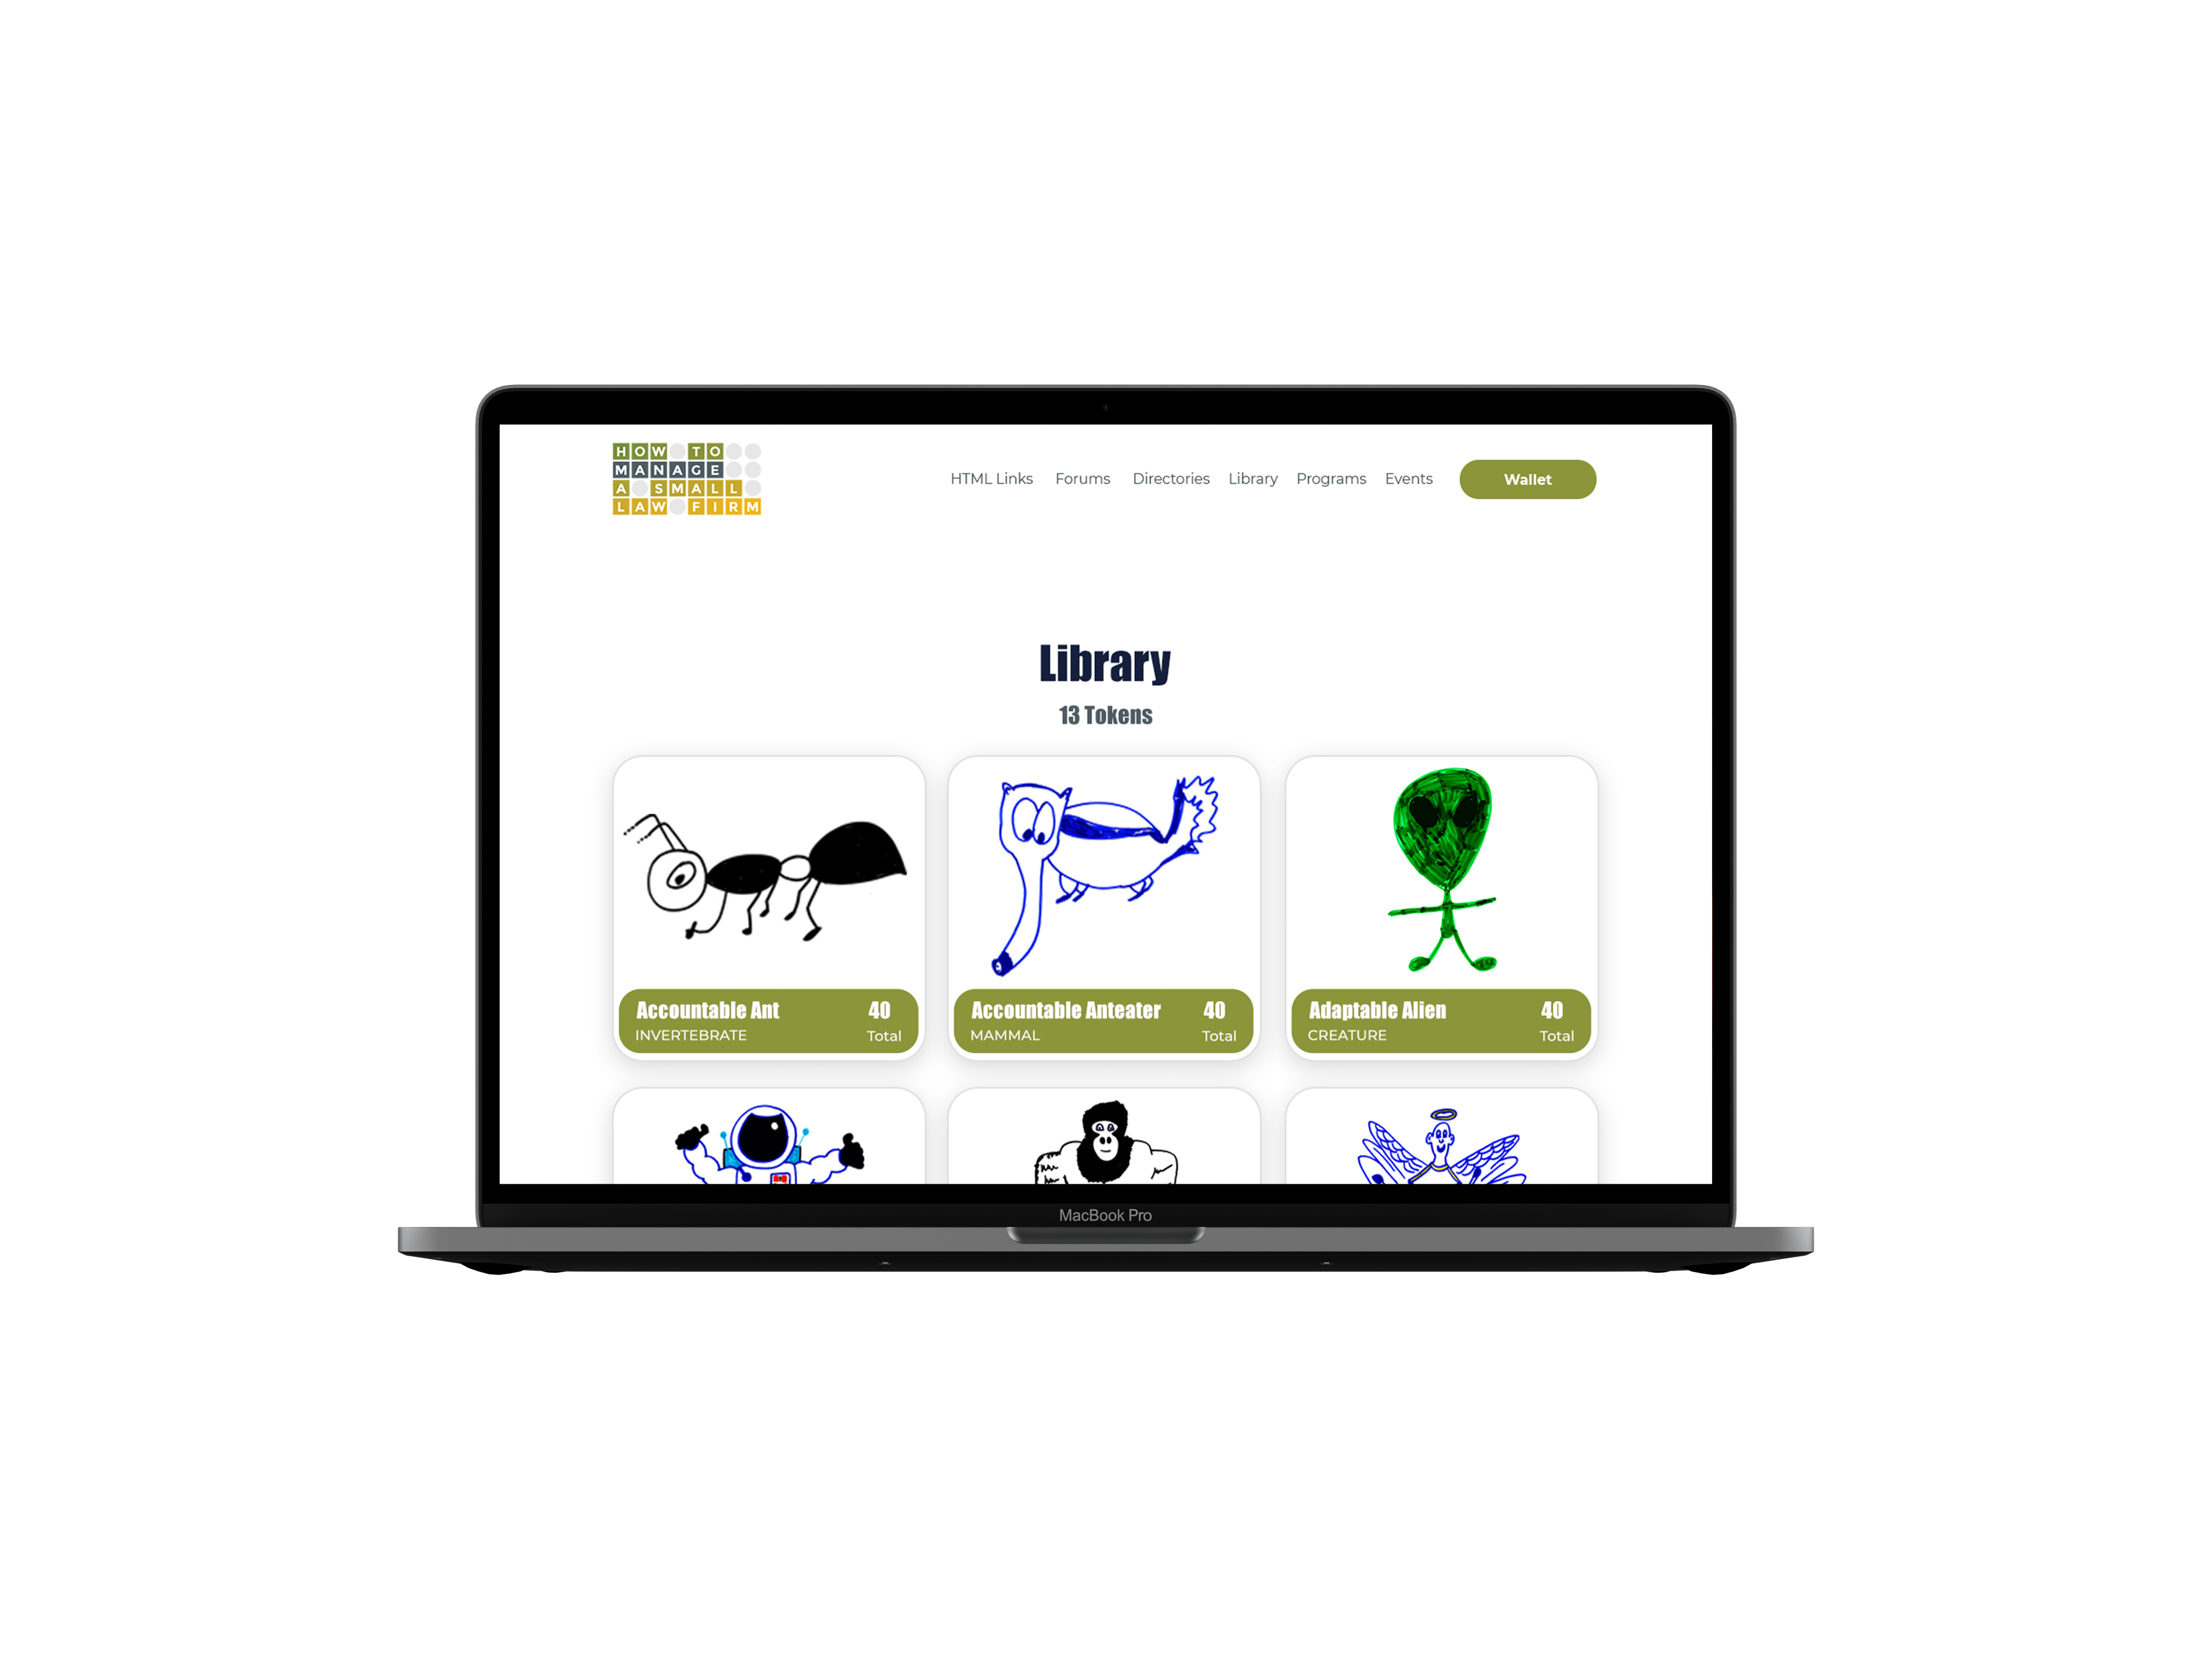 HOW TO
MANAGE
A SMALL
LAW FIRM
HTML Links Forums Directories Library Programs Events Wallet
Library
13 Tokens
Accountable Ant 40
INVERTEBRATE Total
Accountable Anteater 40
MAMMAL Total
Adaptable Alien 40
CREATURE Total
MacBook Pro